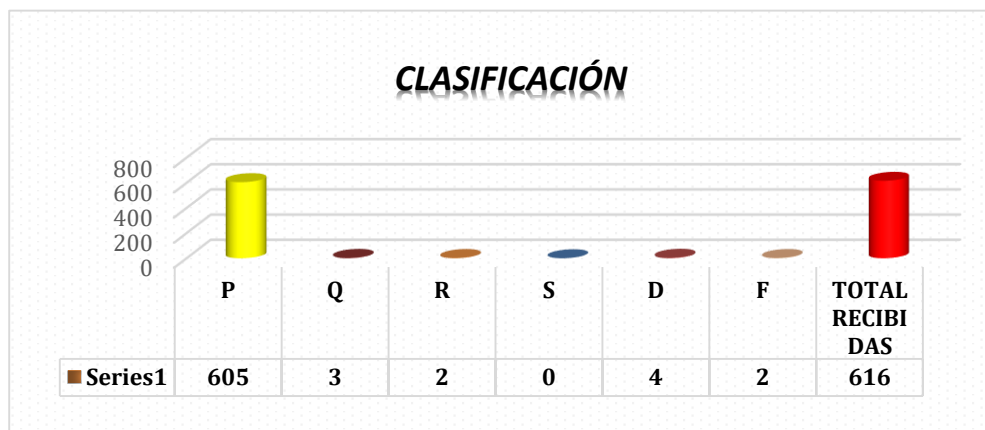 CLASIFICACIÓN
800
600
400
200
0
P Q R S D F TOTAL
RECIBI
DAS
Series1 605 3 2 0 4 2 616